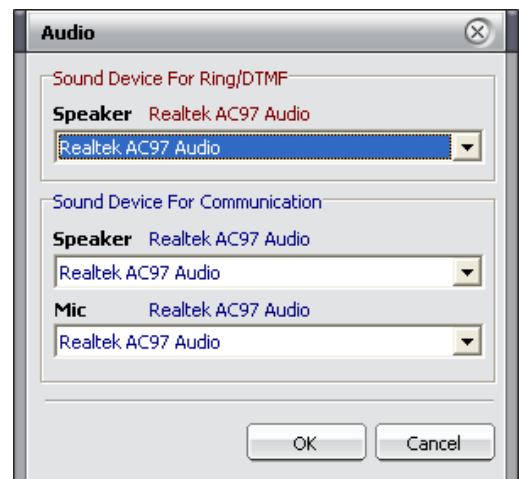 Audio
Sound Device For Ring/DTMF
Speaker Realtek AC97 Audio
Realtek AC97 Audio
Sound Device For Communication
Speaker Realtek AC97 Audio
Realtek AC97 Audio
Mic Realtek AC97 Audio
Realtek AC97 Audio
OK Cancel